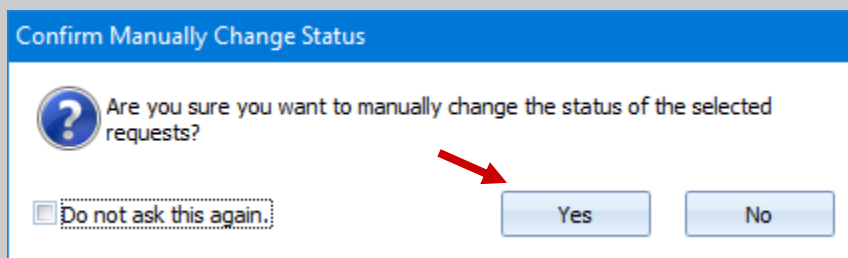 Confirm Manually Change Status
Are you sure you want to manually change the status of the selected
requests?
Do not ask this again.
Yes
No